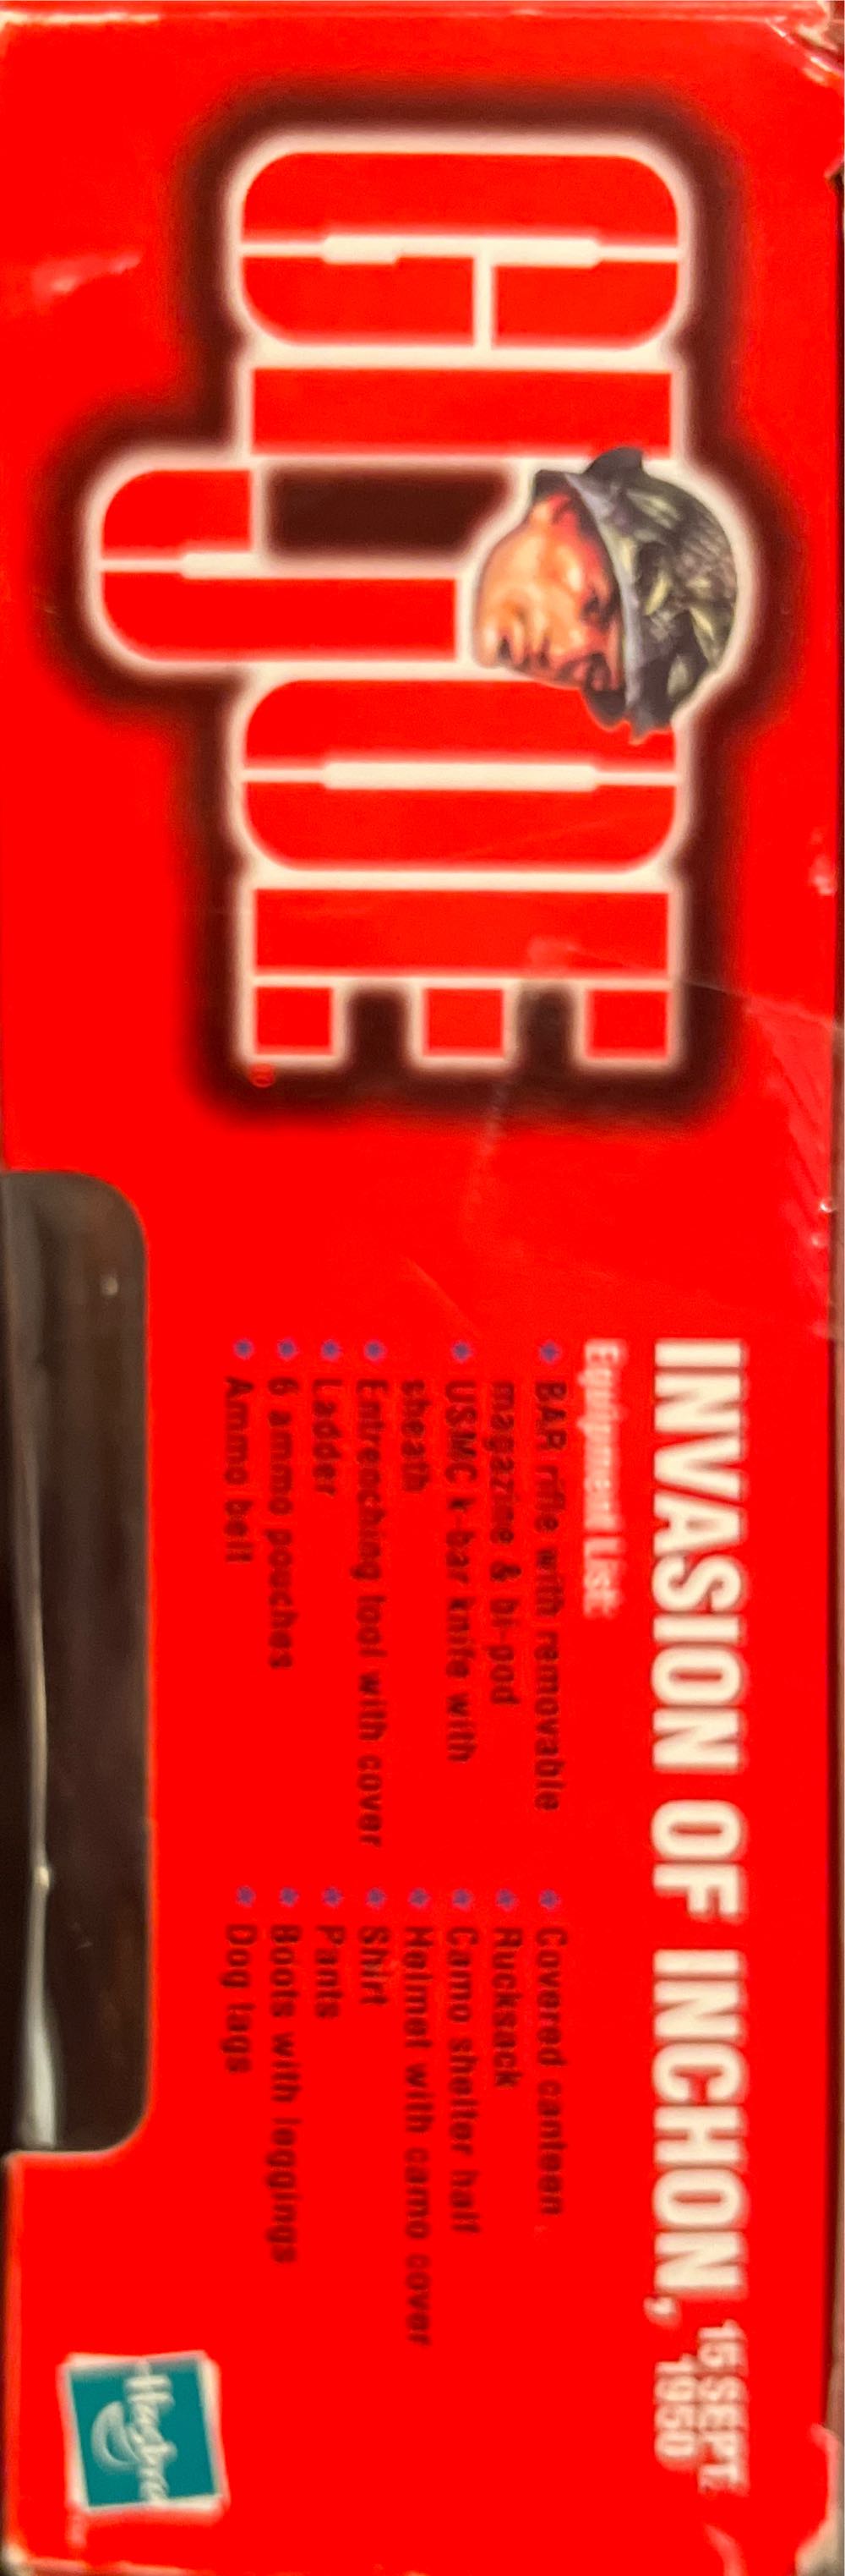 GI JOE
®
INVASION OF INCHON, 15 SEPT. 1950
Equipment List:
BAR rifle with removable
magazine & bi-pod
USMC k-bar knife with
sheath
Entrenching tool with cover
Ladder
6 ammo pouches
Ammo belt
Covered canteen
Rucksack
Camo shelter half
Helmet with camo cover
Shirt
Pants
Boots with leggings
Dog tags
Hasbro